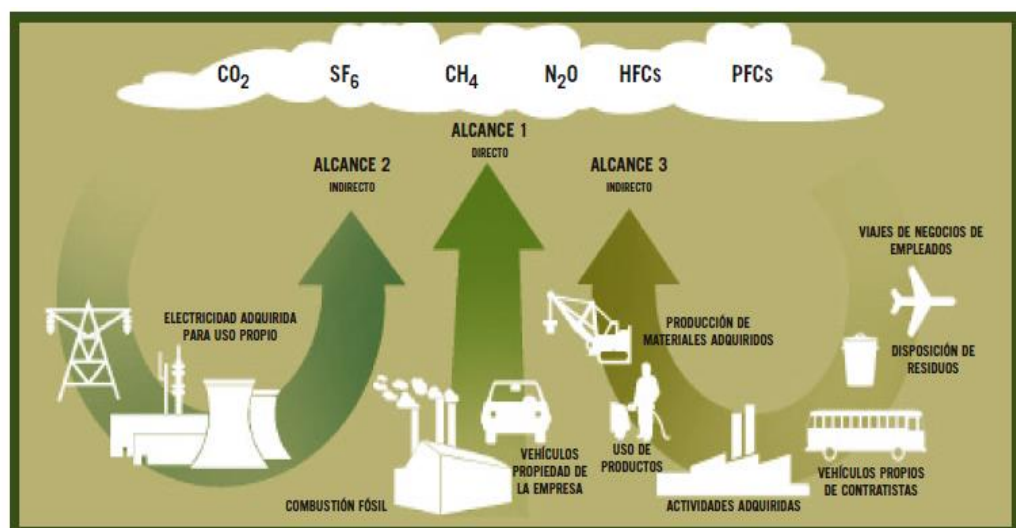 CO2
SF6
CH4
N2O
HFCs
PFCs
ALCANCE 1
DIRECTO
ALCANCE 2
INDIRECTO
ALCANCE 3
INDIRECTO
VIAJES DE NEGOCIOS DE
EMPLEADOS
ELECTRICIDAD ADQUIRIDA
PARA USO PROPIO
PRODUCCIÓN DE
MATERIALES ADQUIRIDOS
DISPOSICIÓN DE
RESIDUOS
COMBUSTIÓN FÓSIL
VEHÍCULOS
PROPIEDAD DE
LA EMPRESA
USO DE
PRODUCTOS
ACTIVIDADES ADQUIRIDAS
VEHÍCULOS PROPIOS
DE CONTRATISTAS